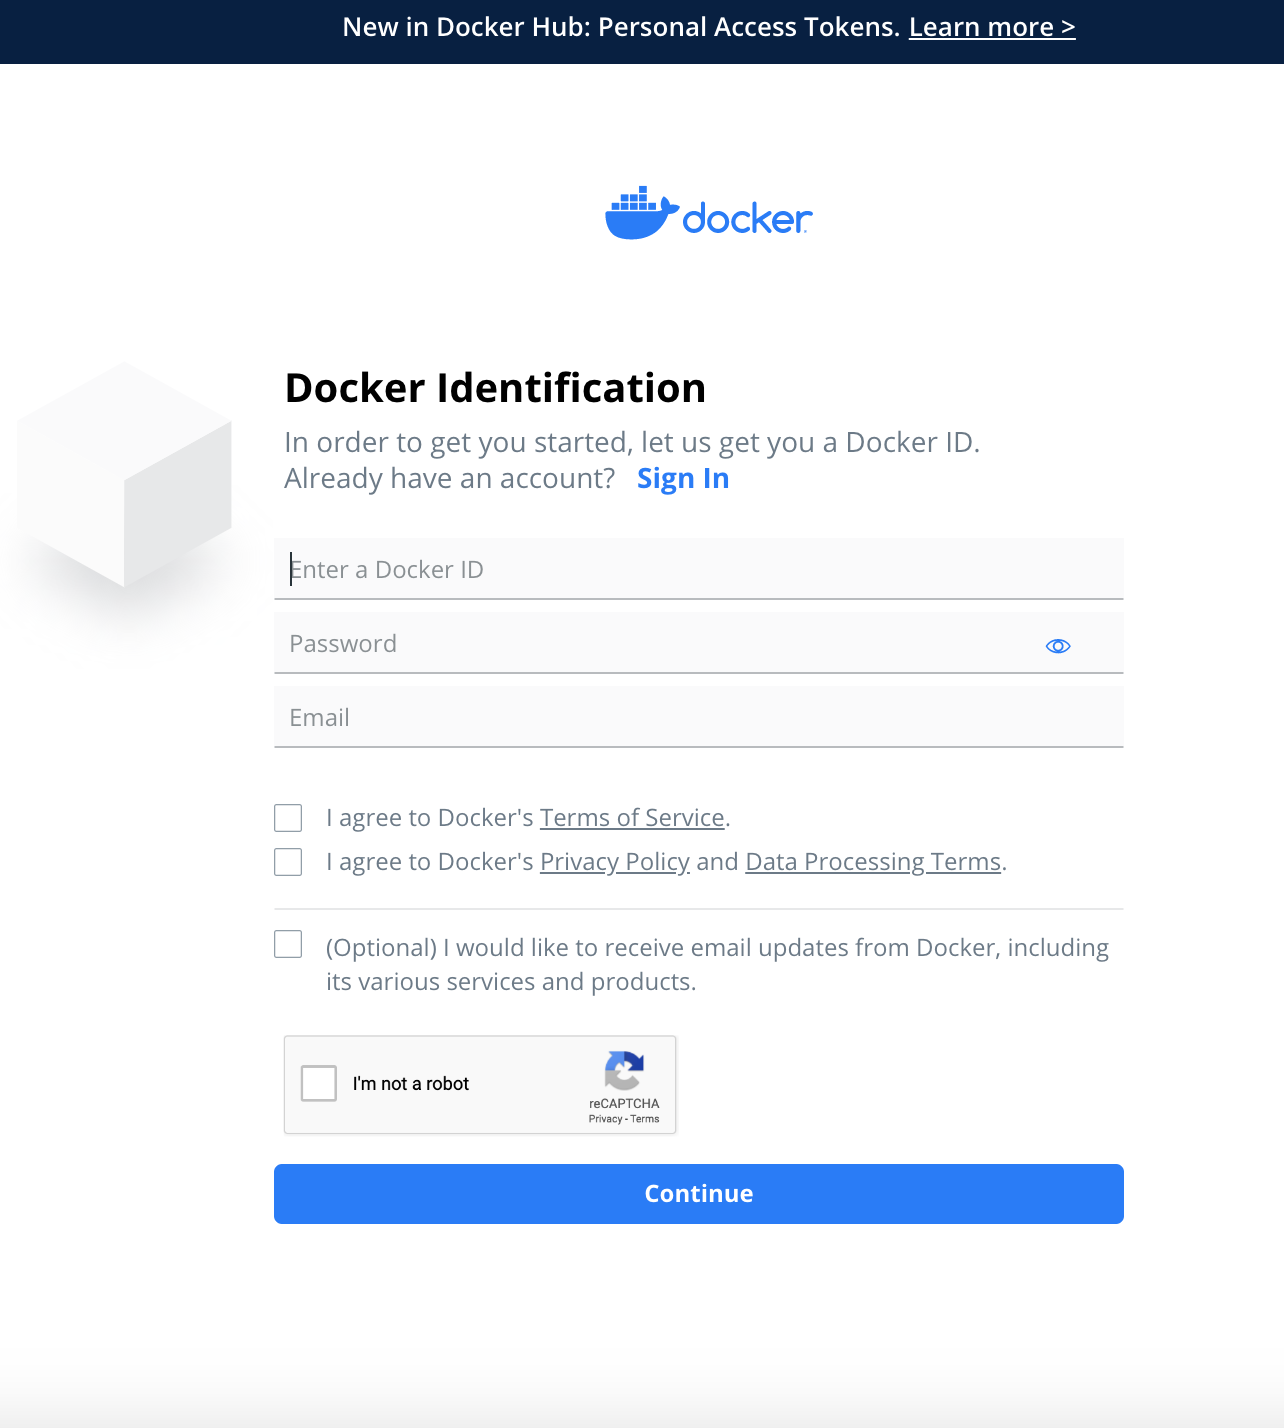 New in Docker Hub: Personal Access Tokens. Learn more >
docker
Docker Identification
In order to get you started, let us get you a Docker ID.
Already have an account? Sign In
Enter a Docker ID
Password
Email
I agree to Docker's Terms of Service.
I agree to Docker's Privacy Policy and Data Processing Terms.
(Optional) I would like to receive email updates from Docker, including
its various services and products.
I'm not a robot
reCAPTCHA
Privacy - Terms
Continue